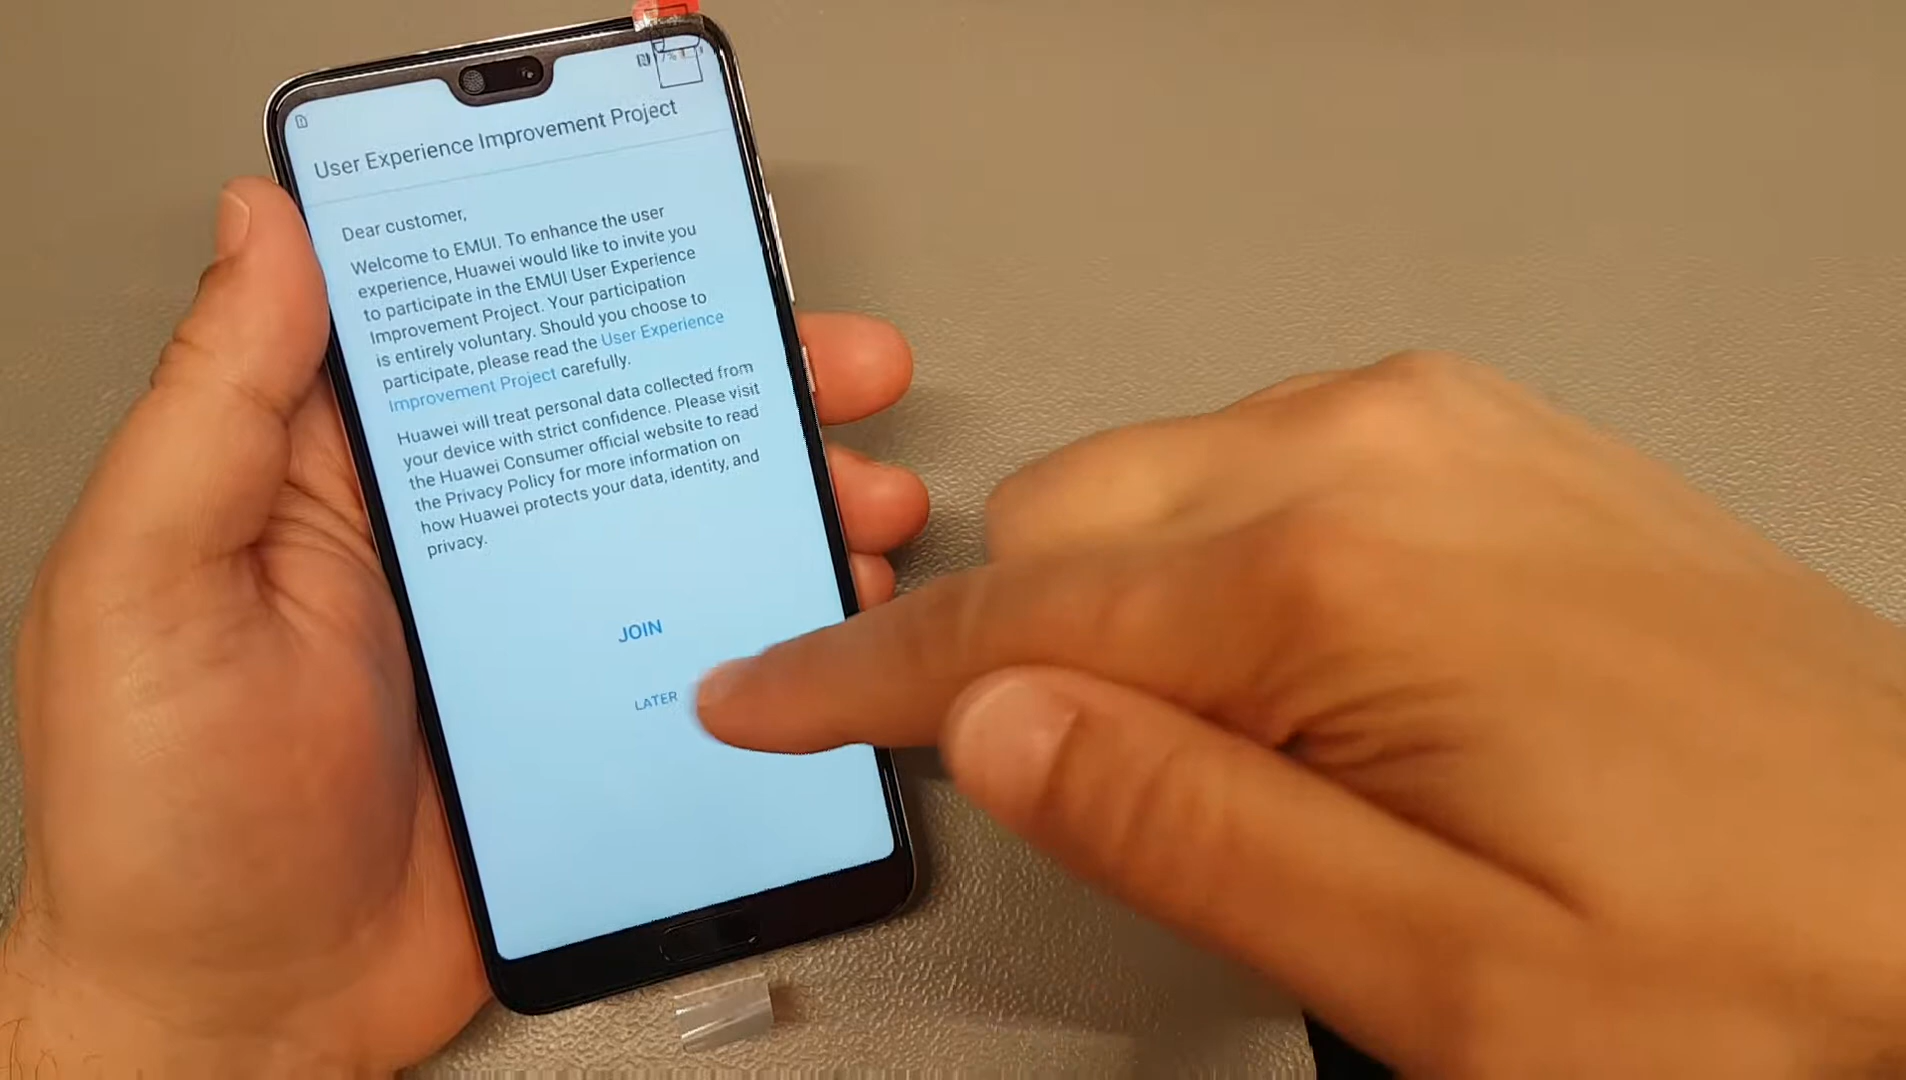 User Experience Improvement Project
Dear customer,
Welcome to EMUI. To enhance the user
experience, Huawei would like to invite you
to participate in the EMUI User Experience
Improvement Project. Your participation
is entirely voluntary. Should you choose to
participate, please read the User Experience
Improvement Project carefully.
Huawei will treat personal data collected from
your device with strict confidence. Please visit
the Huawei Consumer official website to read
the Privacy Policy for more information on
how Huawei protects your data, identity, and
privacy.
JOIN
LATER